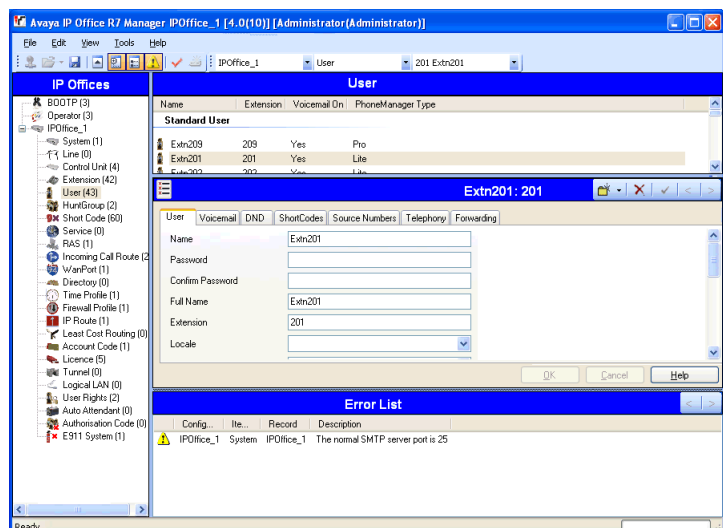 Avaya IP Office R7 Manager IPOffice_1 [4.0(10)] [Administrator(Administrator)]
File Edit View Tools Help
IPOffice_1 User 201 Extn201
IP Offices
BOOTP (3)
Operator (3)
IPOffice_1
System (1)
Line (0)
Control Unit (4)
Extension (42)
User (43)
HuntGroup (2)
Short Code (60)
Service (0)
RAS (1)
Incoming Call Route (2
WanPort (1)
Directory (0)
Time Profile (1)
Firewall Profile (1)
IP Route (1)
Least Cost Routing (0)
Account Code (1)
Licence (5)
Tunnel (0)
Logical LAN (0)
User Rights (2)
Auto Attendant (0)
Authorisation Code (0)
E911 System (1)
User
Name Extension Voicemail On PhoneManager Type
Standard User
Extn209 209 Yes Pro
Extn201 201 Yes Lite
Extn202 202 Yes Lite
Extn201: 201
User Voicemail DND ShortCodes Source Numbers Telephony Forwarding
Name Extn201
Password
Confirm Password
Full Name Extn201
Extension 201
Locale
OK Cancel Help
Error List
Config... Ite... Record Description
IPOffice_1 System IPOffice_1 The normal SMTP server port is 25
Ready